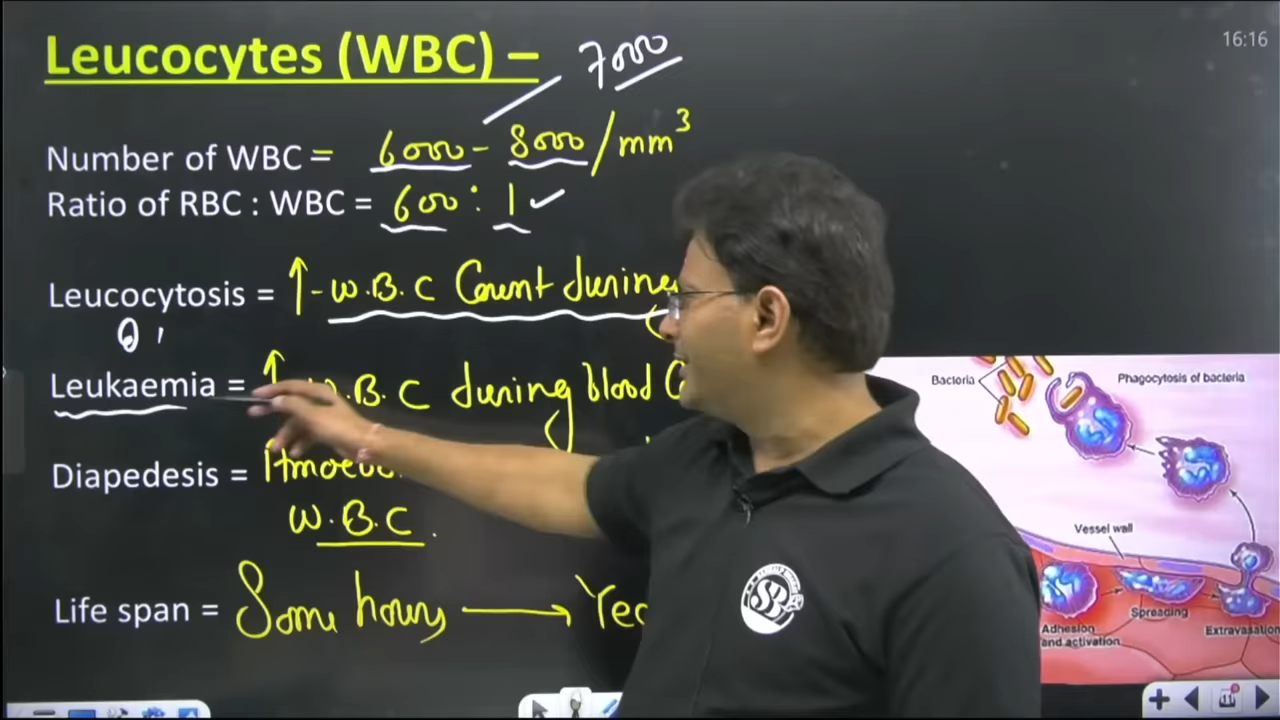 Leucocytes (WBC) –
7000
16:16
Number of WBC = 6000 - 8000/mm³
Ratio of RBC : WBC = 600 : 1 ✓
Leucocytosis = ↑ - W.B.C Count during
Q,
Leukaemia = ↑ W.B.C during blood
Diapedesis =
W.B.C.
Life span = Some hours →
Bacteria
Phagocytosis of bacteria
Vessel wall
Spreading
Adhesion
and activation
Extravasation
SBL
11